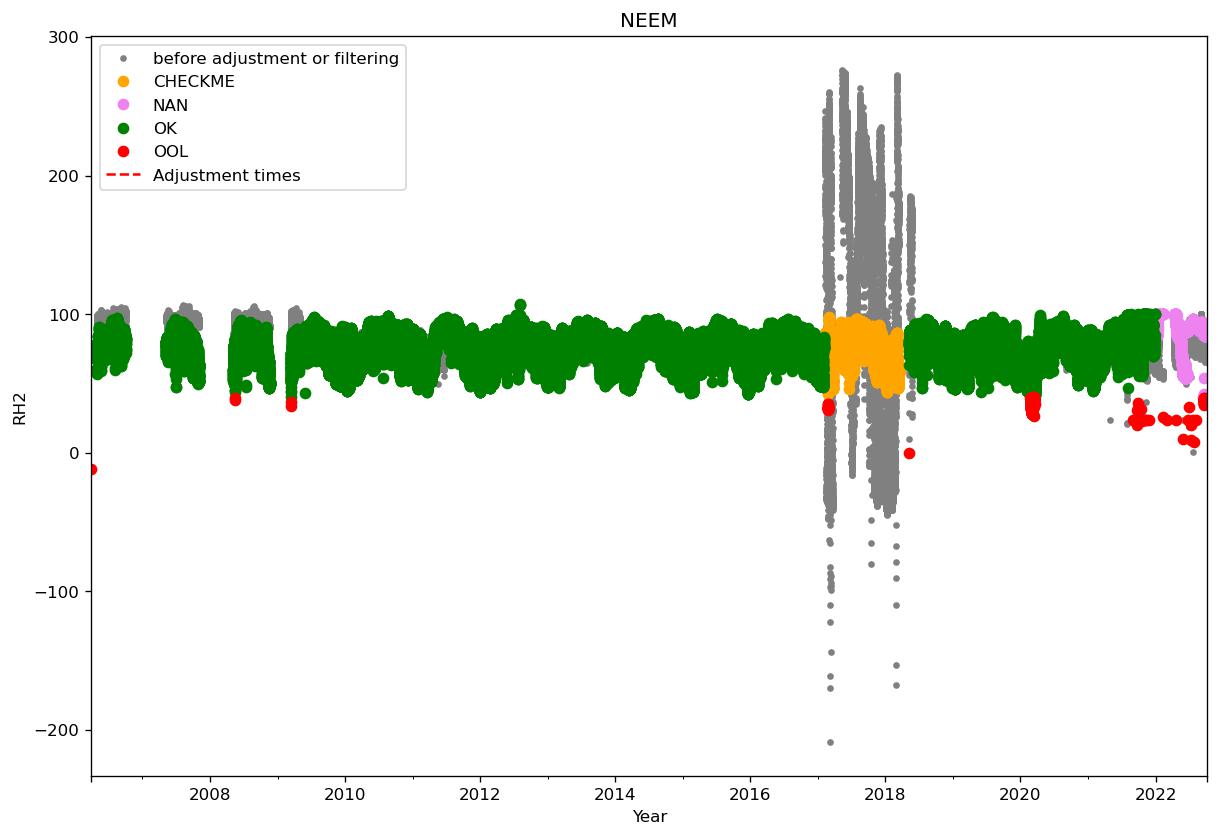 NEEM
300
before adjustment or filtering
CHECKME
NAN
OK
OOL
Adjustment times
200
100
0
−100
−200
RH2
2008 2010 2012 2014 2016 2018 2020 2022
Year